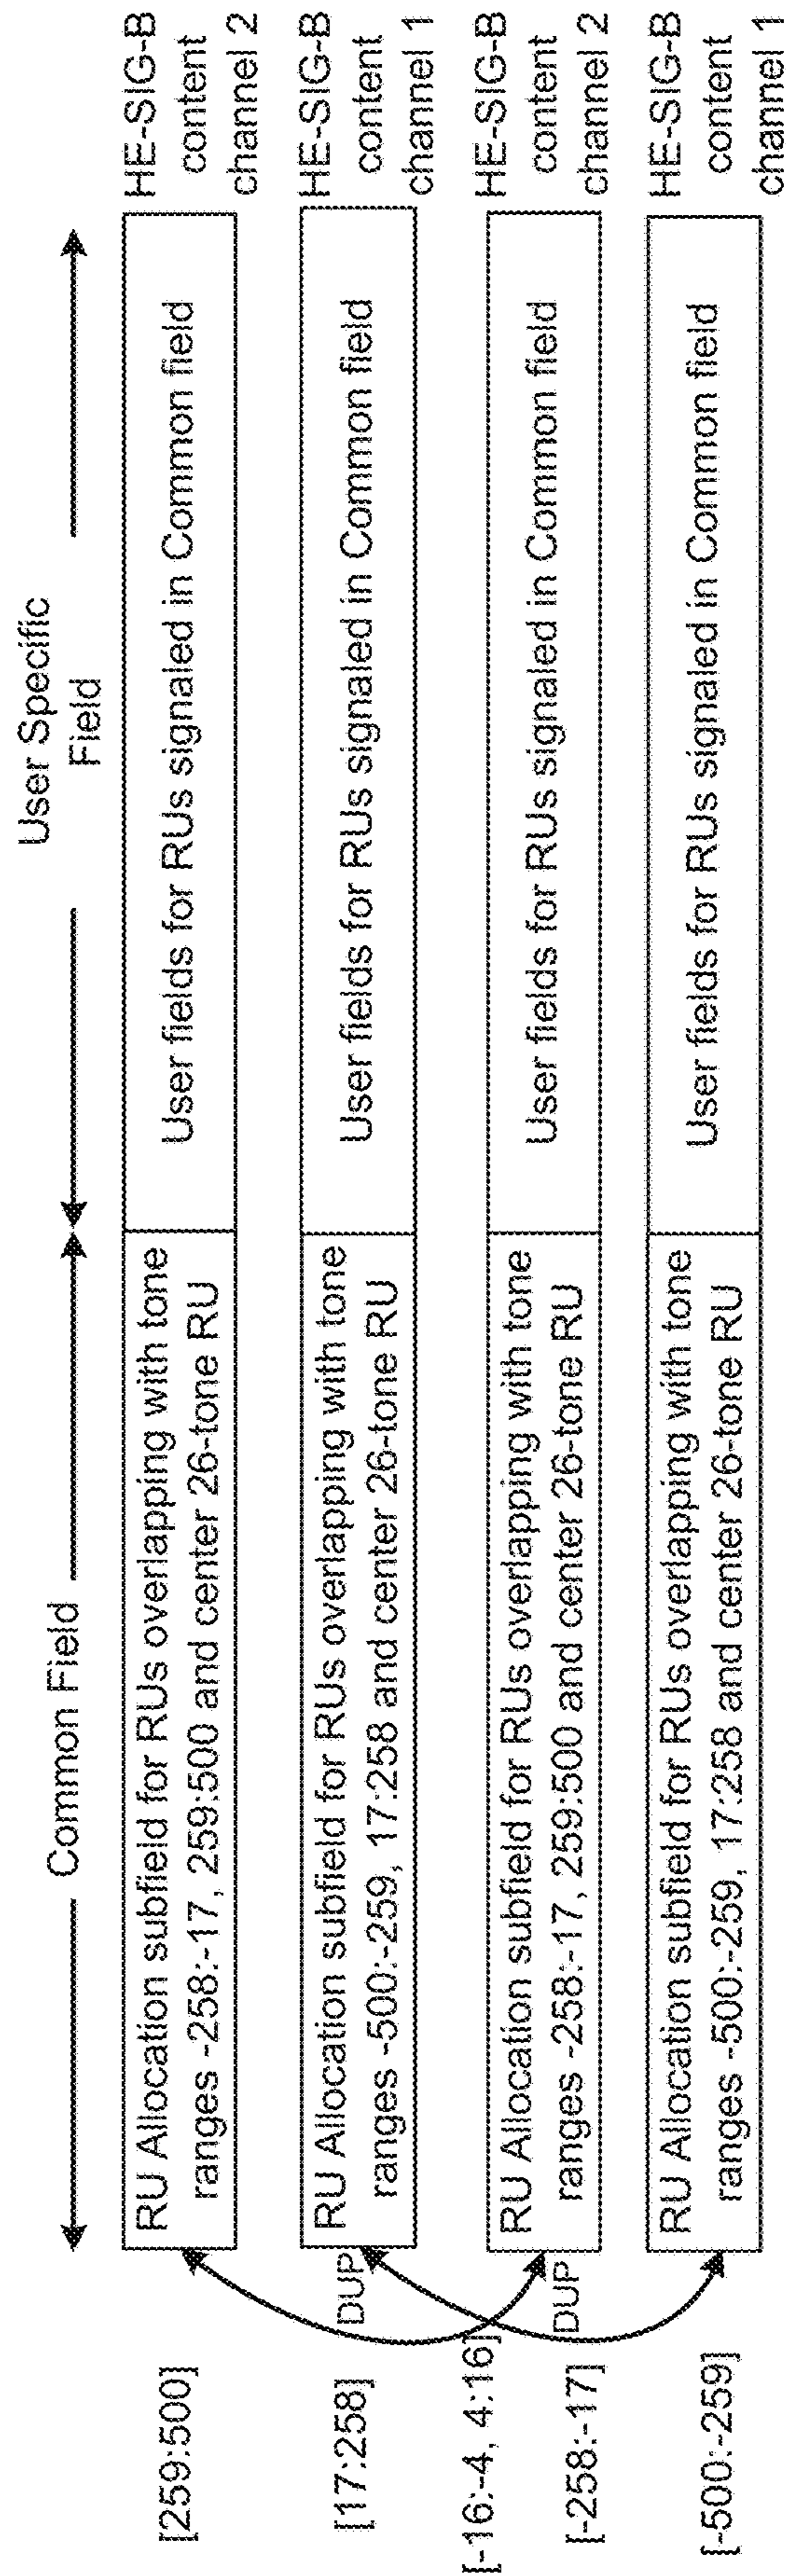 Common Field
User Specific
Field
[259:500]
RU Allocation subfield for RUs overlapping with tone
ranges -258:-17, 259:500 and center 26-tone RU
User fields for RUs signaled in Common field
HE-SIG-B
content
channel 2
DUP
[17:258]
RU Allocation subfield for RUs overlapping with tone
ranges -500:-259, 17:258 and center 26-tone RU
User fields for RUs signaled in Common field
HE-SIG-B
content
channel 1
[-16:-4, 4:16]
[-258:-17]
DUP
RU Allocation subfield for RUs overlapping with tone
ranges -258:-17, 259:500 and center 26-tone RU
User fields for RUs signaled in Common field
HE-SIG-B
content
channel 2
[-500:-259]
RU Allocation subfield for RUs overlapping with tone
ranges -500:-259, 17:258 and center 26-tone RU
User fields for RUs signaled in Common field
HE-SIG-B
content
channel 1